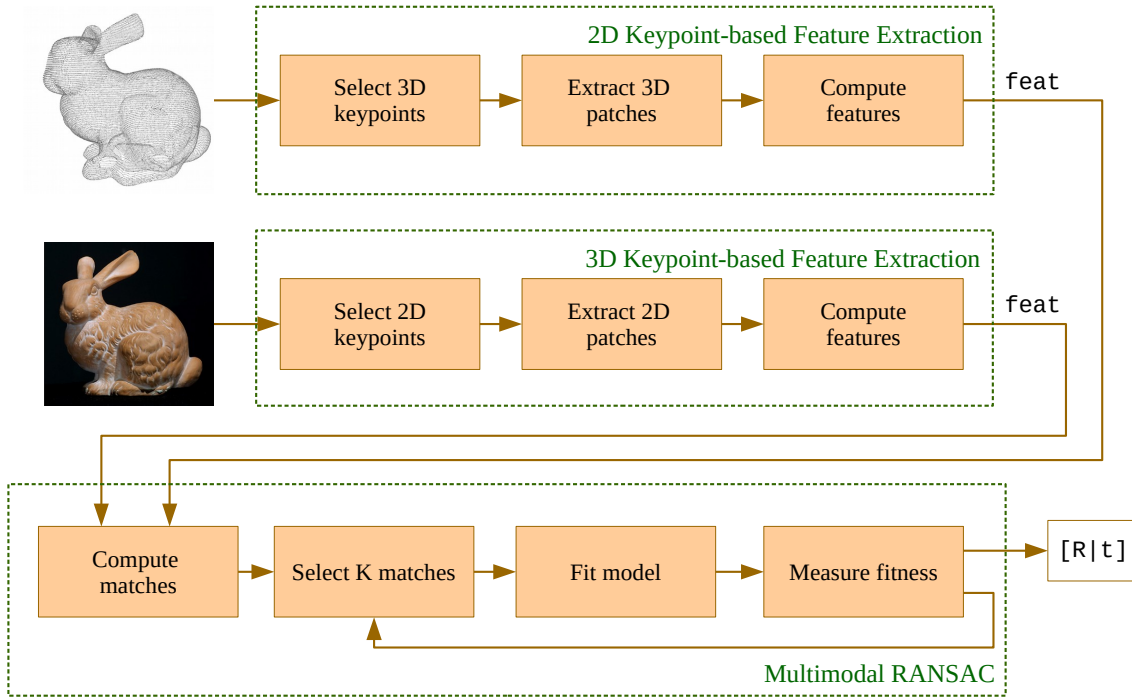 2D Keypoint-based Feature Extraction
Select 3D
keypoints
Extract 3D
patches
Compute
features
feat
3D Keypoint-based Feature Extraction
Select 2D
keypoints
Extract 2D
patches
Compute
features
feat
Compute
matches
Select K matches
Fit model
Measure fitness
[R|t]
Multimodal RANSAC